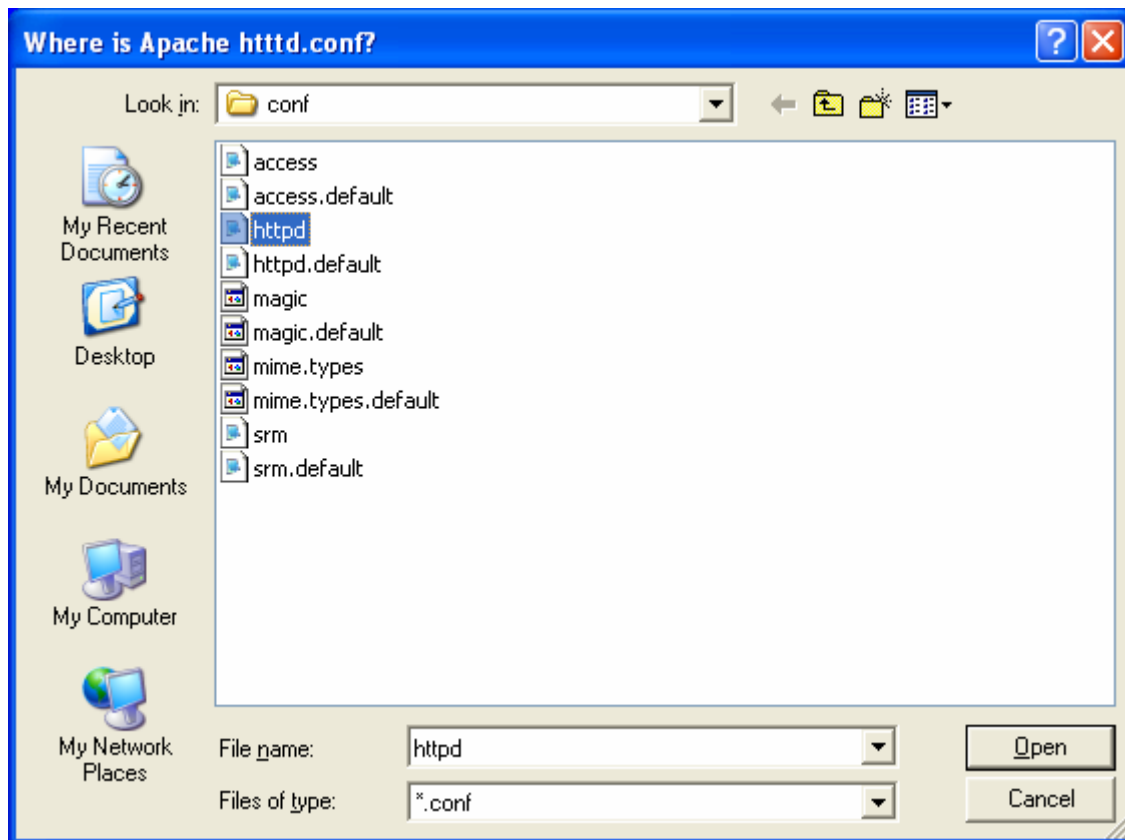 Where is Apache htttd.conf?
Look in:
conf
My Recent
Documents
Desktop
My Documents
My Computer
My Network
Places
access
access.default
httpd
httpd.default
magic
magic.default
mime.types
mime.types.default
srm
srm.default
File name:
httpd
Open
Files of type:
*.conf
Cancel